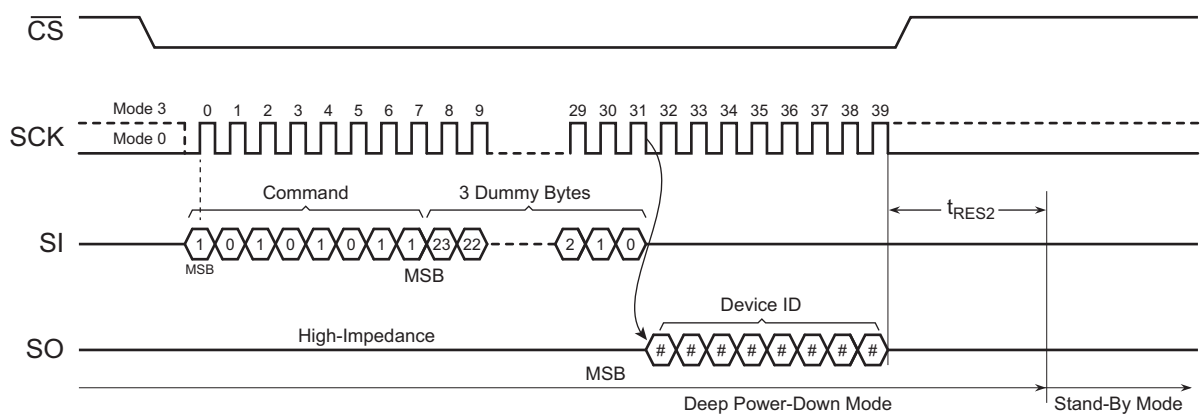 CS
Mode 3
0 1 2 3 4 5 6 7 8 9 29 30 31 32 33 34 35 36 37 38 39
SCK
Mode 0
Command
3 Dummy Bytes
tRES2
SI
1 0 1 0 1 0 1 1 23 22 2 1 0
MSB
MSB
Device ID
High-Impedance
SO
# # # # # # # #
MSB
Deep Power-Down Mode
Stand-By Mode